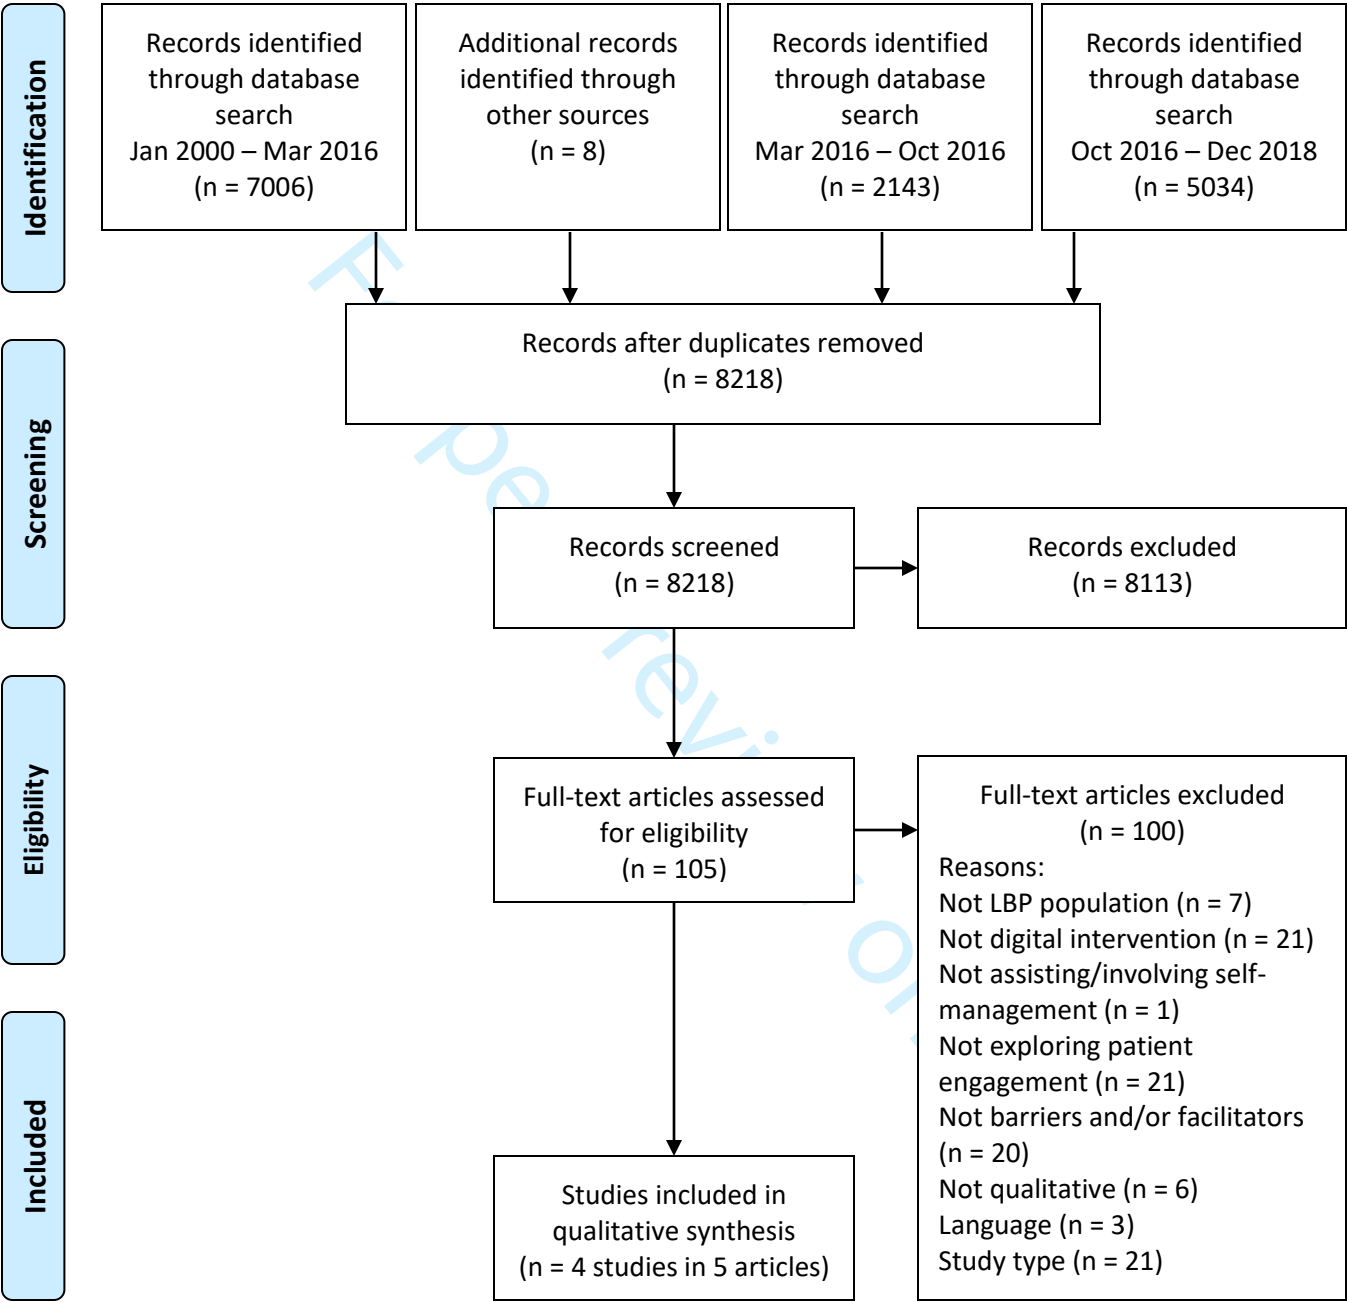 Identification
Records identified
through database
search
Jan 2000 – Mar 2016
(n = 7006)
Additional records
identified through
other sources
(n = 8)
Records identified
through database
search
Mar 2016 – Oct 2016
(n = 2143)
Records identified
through database
search
Oct 2016 – Dec 2018
(n = 5034)
Screening
Records after duplicates removed
(n = 8218)
Records screened
(n = 8218)
Records excluded
(n = 8113)
Eligibility
Full-text articles assessed
for eligibility
(n = 105)
Full-text articles excluded
(n = 100)
Reasons:
Not LBP population (n = 7)
Not digital intervention (n = 21)
Not assisting/involving self-
management (n = 1)
Not exploring patient
engagement (n = 21)
Not barriers and/or facilitators
(n = 20)
Not qualitative (n = 6)
Language (n = 3)
Study type (n = 21)
Included
Studies included in
qualitative synthesis
(n = 4 studies in 5 articles)